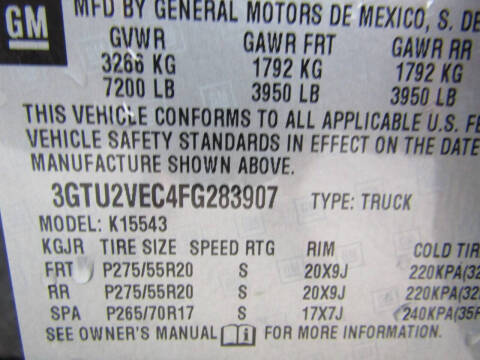 GM
MFD BY GENERAL MOTORS DE MEXICO, S. DE
GVWR GAWR FRT GAWR RR
3266 KG 1792 KG 1792 KG
7200 LB 3950 LB 3950 LB
THIS VEHICLE CONFORMS TO ALL APPLICABLE U.S. FE
VEHICLE SAFETY STANDARDS IN EFFECT ON THE DATE
MANUFACTURE SHOWN ABOVE.
3GTU2VEC4FG283907 TYPE: TRUCK
MODEL: K15543
KGJR TIRE SIZE SPEED RTG RIM COLD TIR
FRT P275/55R20 S 20X9J 220KPA(32
RR P275/55R20 S 20X9J 220KPA(32
SPA P265/70R17 S 17X7J 240KPA(35P
SEE OWNER'S MANUAL FOR MORE INFORMATION.